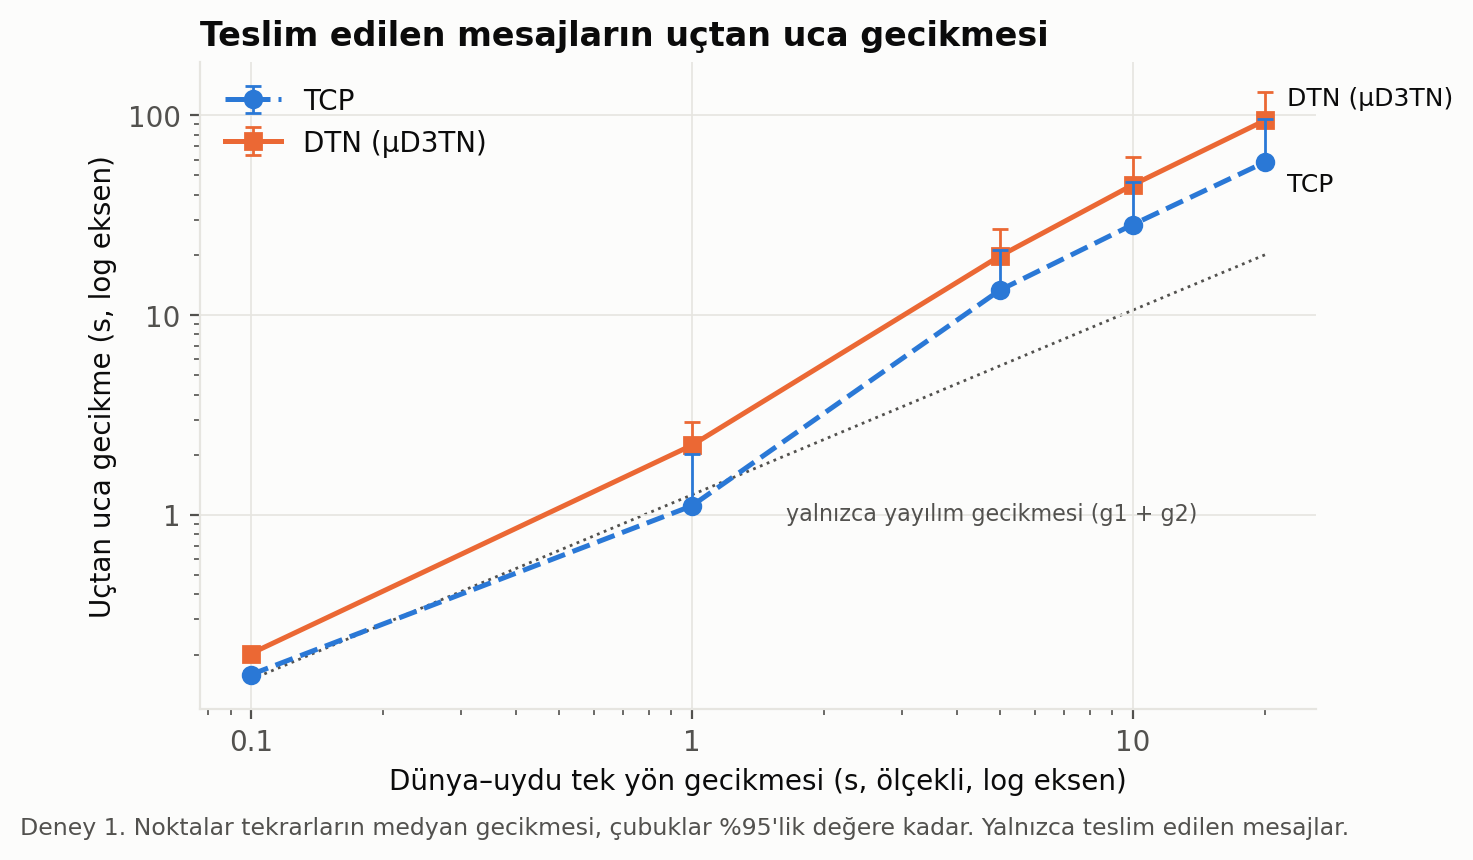 Teslim edilen mesajların uçtan uca gecikmesi
TCP
DTN (μD3TN)
DTN (μD3TN)
TCP
100
10
1
Uçtan uca gecikme (s, log eksen)
yalnızca yayılım gecikmesi (g1 + g2)
0.1
1
10
Dünya–uydu tek yön gecikmesi (s, ölçekli, log eksen)
Deney 1. Noktalar tekrarların medyan gecikmesi, çubuklar %95'lik değere kadar. Yalnızca teslim edilen mesajlar.